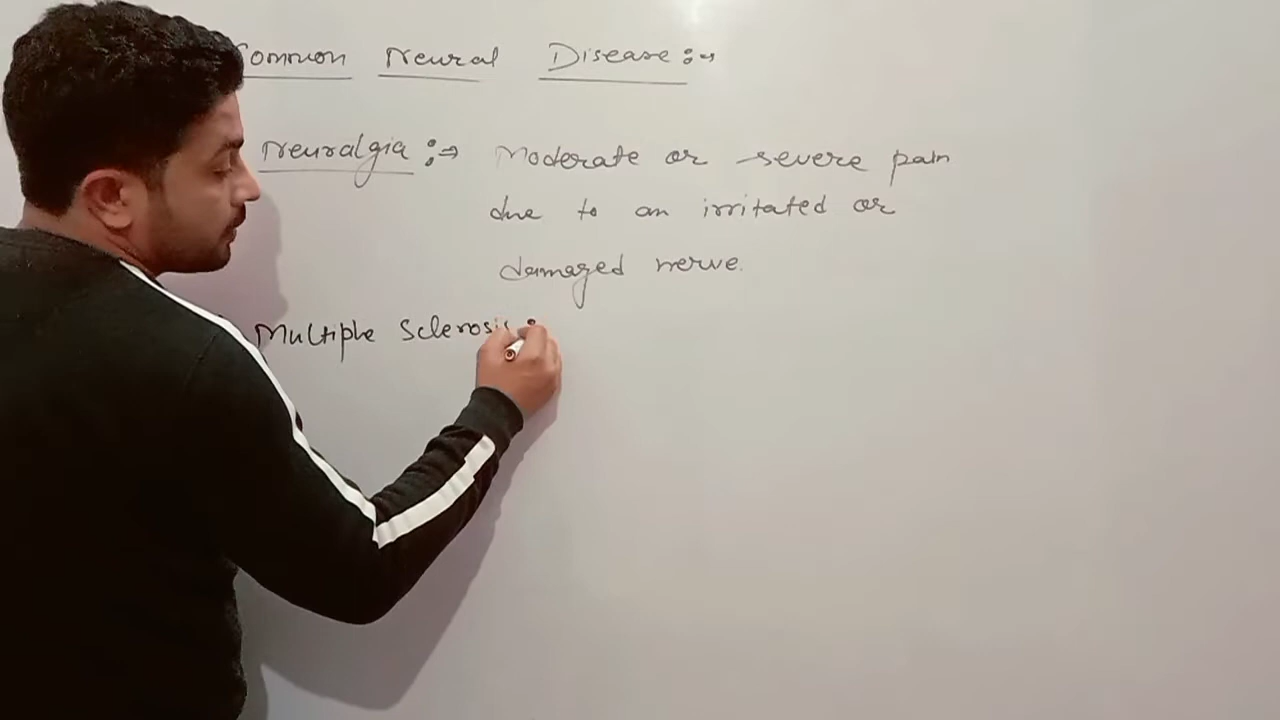 Common Neural Disease :→
Neuralgia :⇒ Moderate or severe pain
due to an irritated or
damaged nerve.
Multiple Sclerosis :